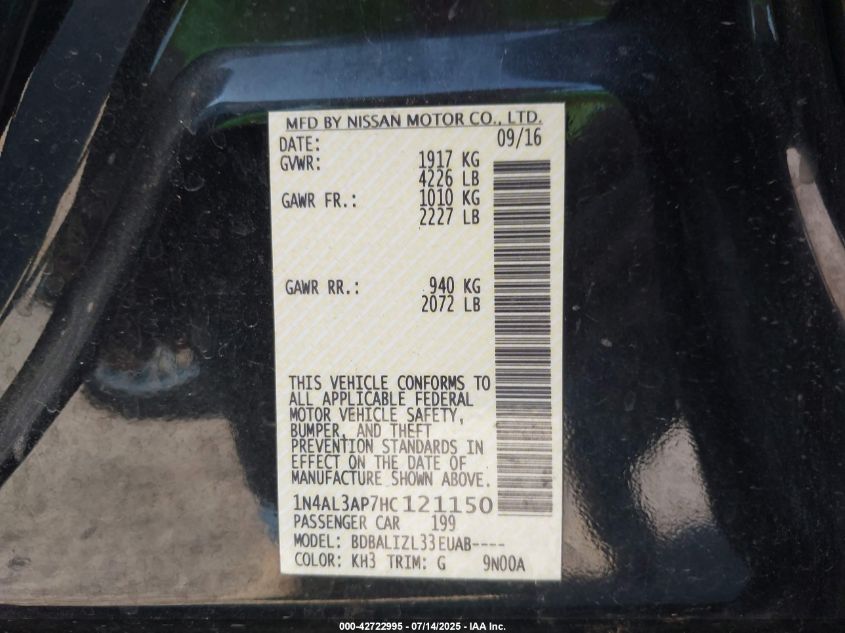 MFD BY NISSAN MOTOR CO., LTD.
DATE: 09/16
GVWR: 1917 KG
4226 LB
GAWR FR.: 1010 KG
2227 LB
GAWR RR.: 940 KG
2072 LB
THIS VEHICLE CONFORMS TO
ALL APPLICABLE FEDERAL
MOTOR VEHICLE SAFETY,
BUMPER, AND THEFT
PREVENTION STANDARDS IN
EFFECT ON THE DATE OF
MANUFACTURE SHOWN ABOVE.
1N4AL3AP7HC121150
PASSENGER CAR 199
MODEL: BDBALIZL33EUAB----
COLOR: KH3 TRIM: G 9N00A
000-42722995 - 07/14/2025 - IAA Inc.